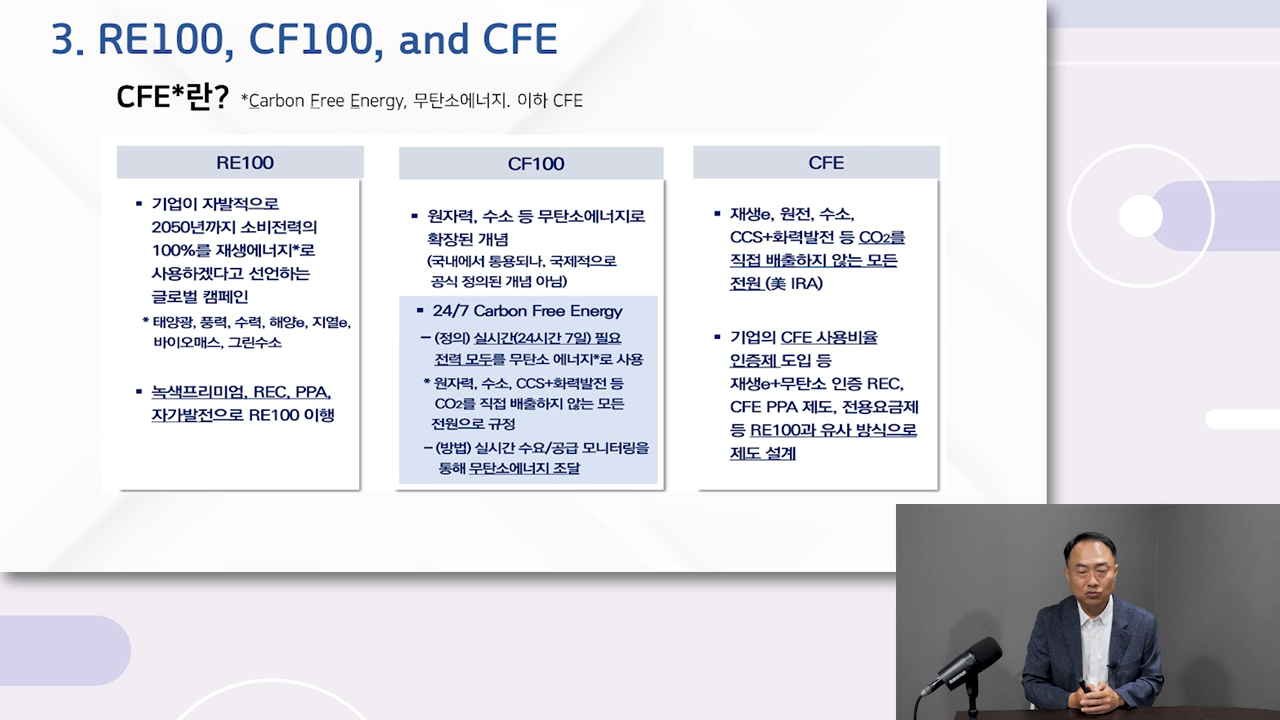 3. RE100, CF100, and CFE
CFE*란? *Carbon Free Energy, 무탄소에너지. 이하 CFE
RE100
▪ 기업이 자발적으로
2050년까지 소비전력의
100%를 재생에너지*로
사용하겠다고 선언하는
글로벌 캠페인
* 태양광, 풍력, 수력, 해양e, 지열e,
바이오매스, 그린수소
▪ 녹색프리미엄, REC, PPA,
자가발전으로 RE100 이행
CF100
▪ 원자력, 수소 등 무탄소에너지로
확장된 개념
(국내에서 통용되나, 국제적으로
공식 정의된 개념 아님)
▪ 24/7 Carbon Free Energy
– (정의) 실시간(24시간 7일) 필요
전력 모두를 무탄소 에너지*로 사용
* 원자력, 수소, CCS+화력발전 등
CO2를 직접 배출하지 않는 모든
전원으로 규정
– (방법) 실시간 수요/공급 모니터링을
통해 무탄소에너지 조달
CFE
▪ 재생e, 원전, 수소,
CCS+화력발전 등 CO2를
직접 배출하지 않는 모든
전원 (美 IRA)
▪ 기업의 CFE 사용비율
인증제 도입 등
재생e+무탄소 인증 REC,
CFE PPA 제도, 전용요금제
등 RE100과 유사 방식으로
제도 설계